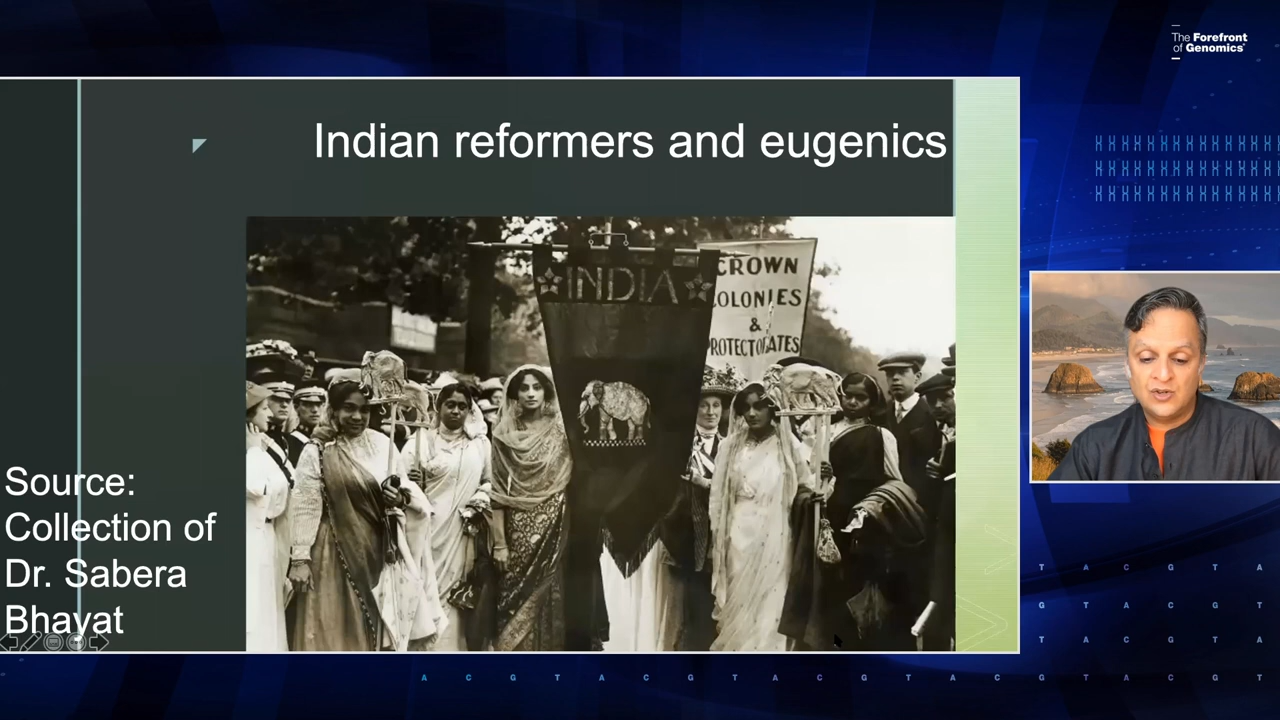 The Forefront
of Genomics
Indian reformers and eugenics
INDIA
CROWN
COLONIES
&
PROTECTORATES
Source:
Collection of
Dr. Sabera
Bhayat
T A C G T A
G T A C G T
T A C G T A
A C G T A C G T A C G T A C G T A C G T